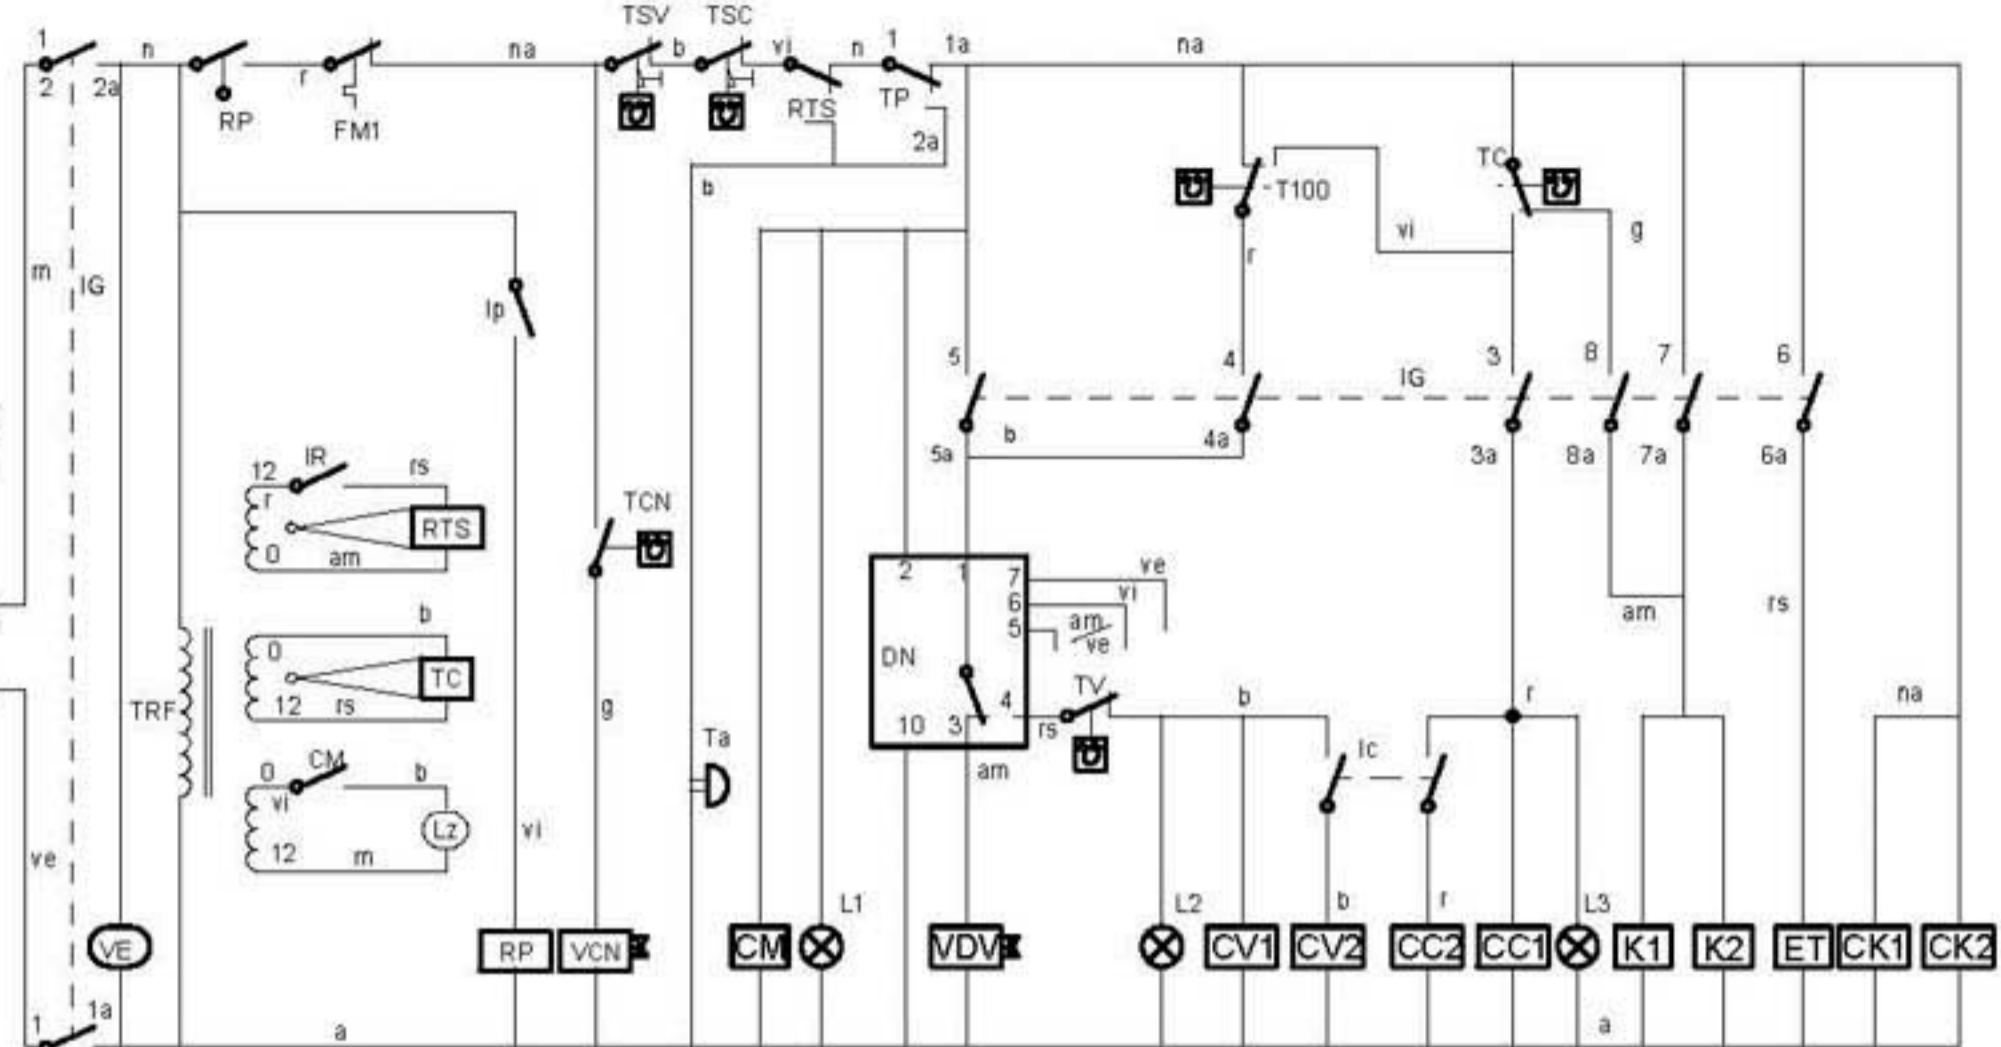 TSV TSC
1 n r na b vi n 1 1a na
2 2a
RP FM1 RTS TP
2a
b
TC
T100
vi g
r
m IG
Ip
5 4 3 8 7 6
IG
5a b 4a 3a 8a 7a 6a
12 IR rs
r
RTS
0 am
TCN
b
0
TC
12 rs
TRF
0 CM b
vi
Lz
12 m
g
Ta
2 1 7 ve
6 vi
5 am
ve
DN
TV
4
10 3 rs
am
b
Ic
r
am
rs
na
ve
vi
b r
L1 L2 L3
VE RP VCN CM VDV CV1 CV2 CC2 CC1 K1 K2 ET CK1 CK2
1 1a
a a